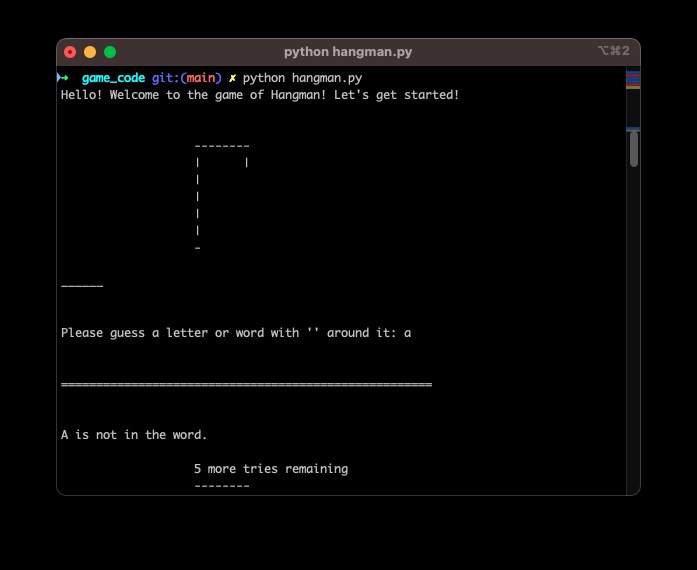 python hangman.py
⌥⌘2
→ game_code git:(main) ✗ python hangman.py
Hello! Welcome to the game of Hangman! Let's get started!
--------
|      |
|
|
|
|
-
______
Please guess a letter or word with '' around it: a
=====================================================
A is not in the word.
5 more tries remaining
--------